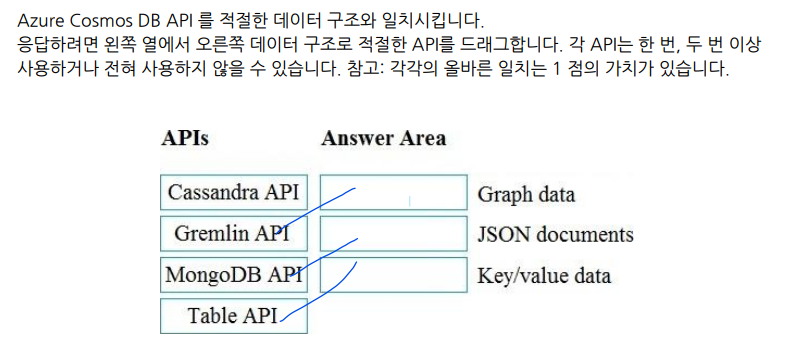 Azure Cosmos DB API 를 적절한 데이터 구조와 일치시킵니다.
응답하려면 왼쪽 열에서 오른쪽 데이터 구조로 적절한 API를 드래그합니다. 각 API는 한 번, 두 번 이상
사용하거나 전혀 사용하지 않을 수 있습니다. 참고: 각각의 올바른 일치는 1 점의 가치가 있습니다.
APIs Answer Area
Cassandra API Graph data
Gremlin API JSON documents
MongoDB API Key/value data
Table API